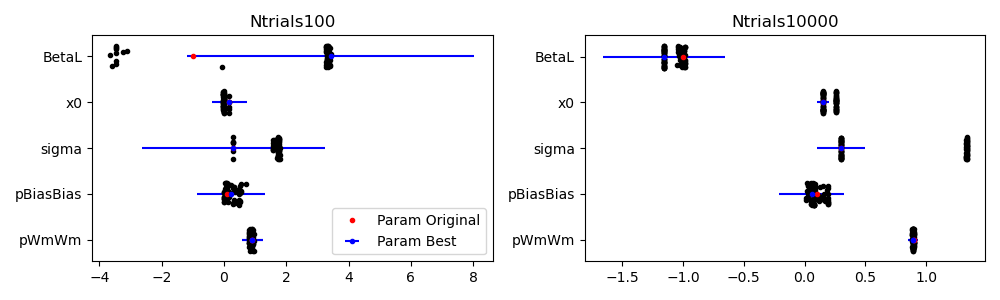 Ntrials100
BetaL
x0
sigma
pBiasBias
pWmWm
Param Original
Param Best
−4 −2 0 2 4 6 8
Ntrials10000
BetaL
x0
sigma
pBiasBias
pWmWm
−1.5 −1.0 −0.5 0.0 0.5 1.0